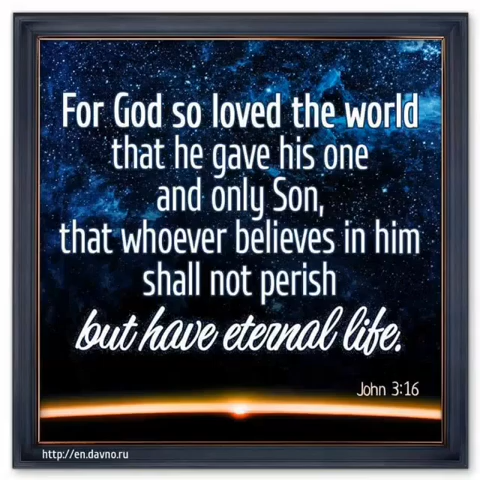 For God so loved the world
that he gave his one
and only Son,
that whoever believes in him
shall not perish
but have eternal life.
John 3:16
http://en.davno.ru